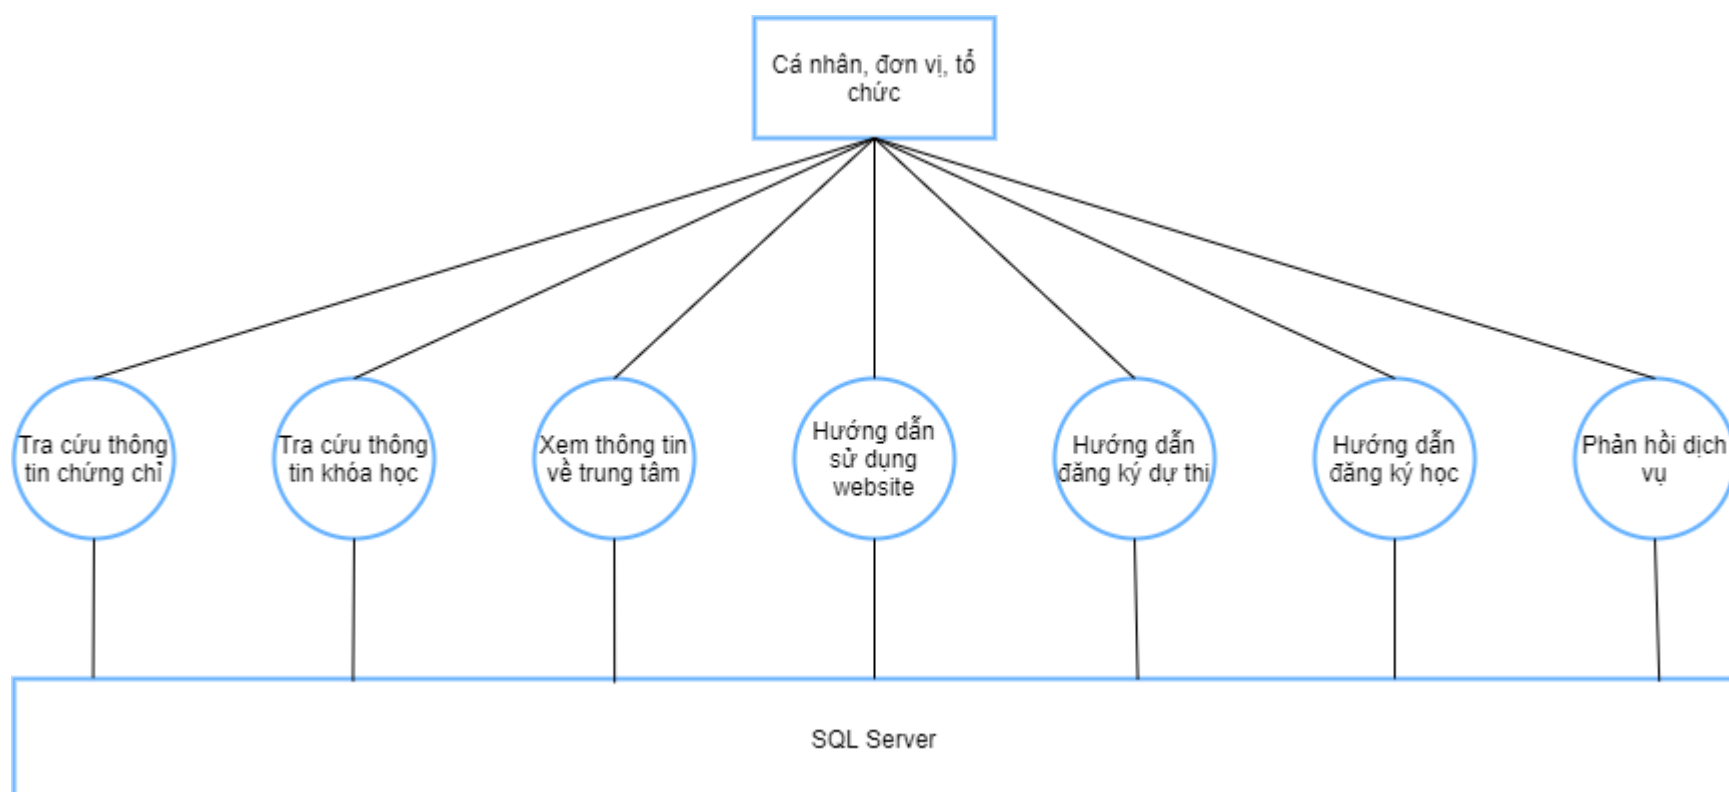 Cá nhân, đơn vị, tổ
chức
Tra cứu thông
tin chứng chỉ
Tra cứu thông
tin khóa học
Xem thông tin
về trung tâm
Hướng dẫn
sử dụng
website
Hướng dẫn
đăng ký dự thi
Hướng dẫn
đăng ký học
Phản hồi dịch
vụ
SQL Server